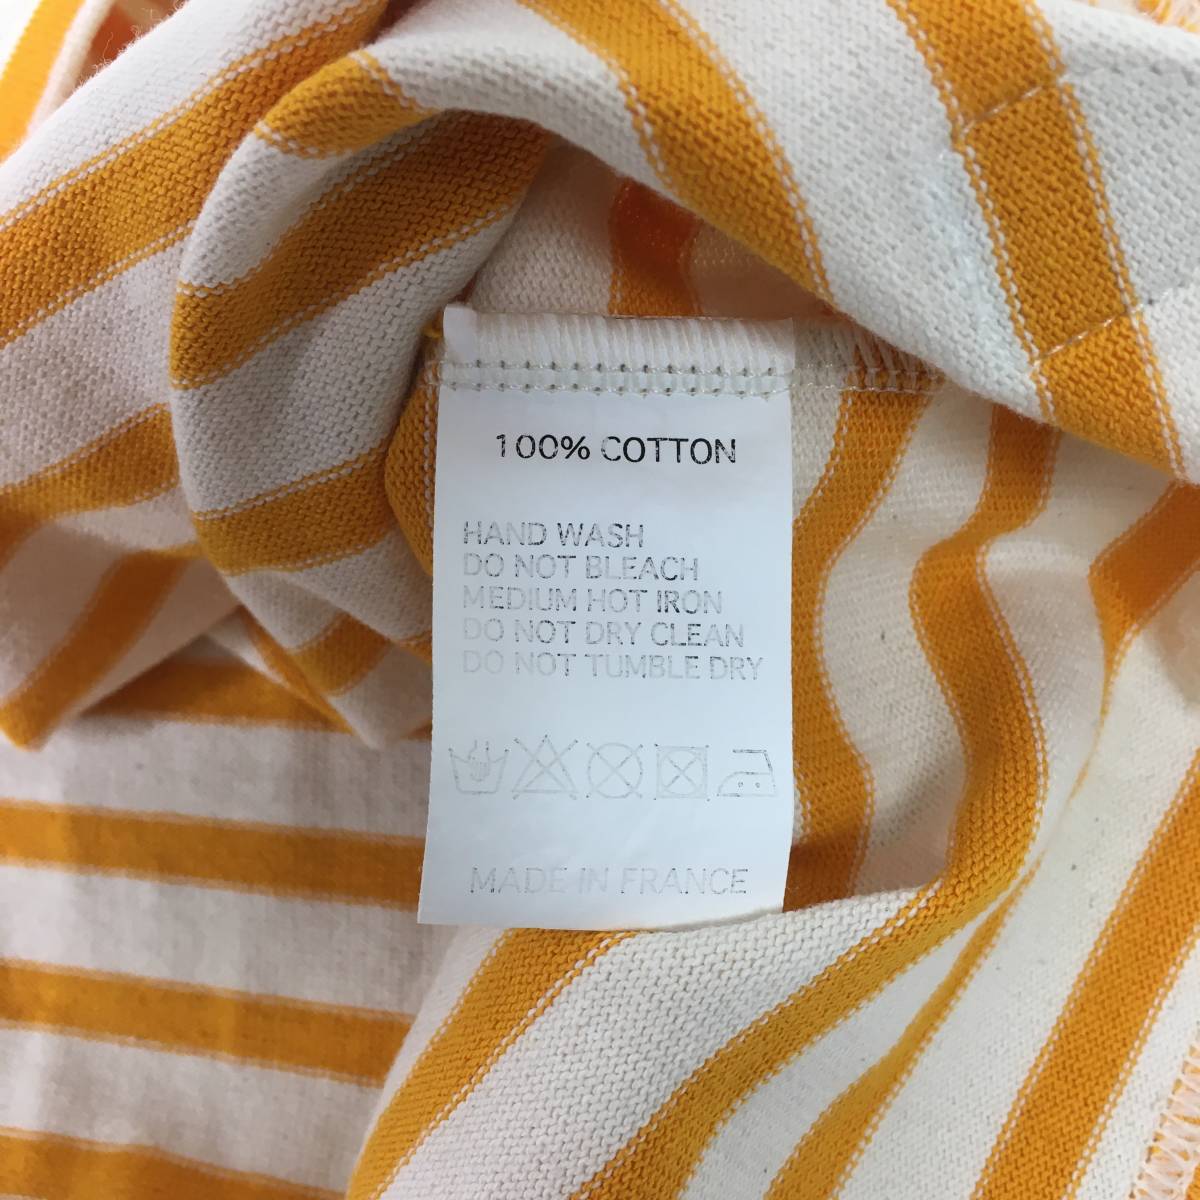 100% COTTON
HAND WASH
DO NOT BLEACH
MEDIUM HOT IRON
DO NOT DRY CLEAN
DO NOT TUMBLE DRY
MADE IN FRANCE